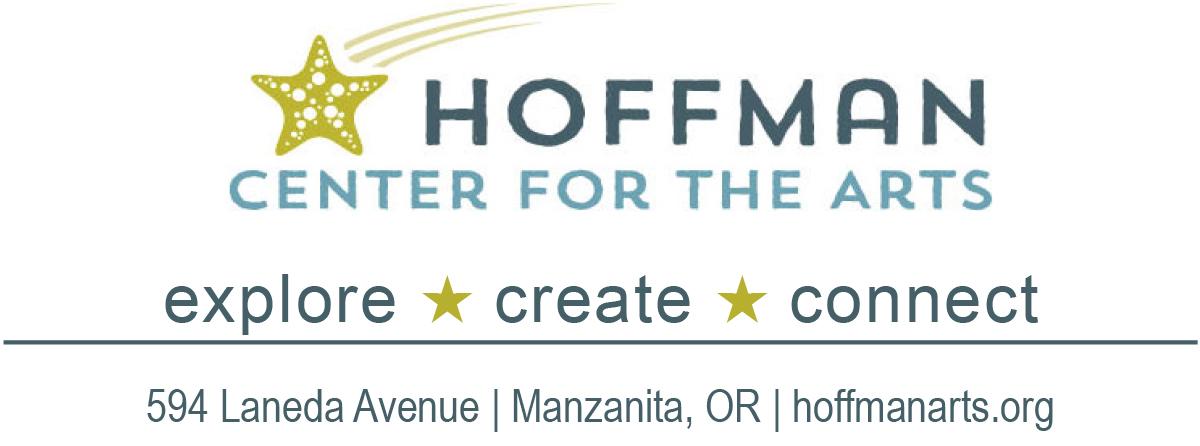 HOFFMAN
CENTER FOR THE ARTS
explore ★ create ★ connect
594 Laneda Avenue | Manzanita, OR | hoffmanarts.org